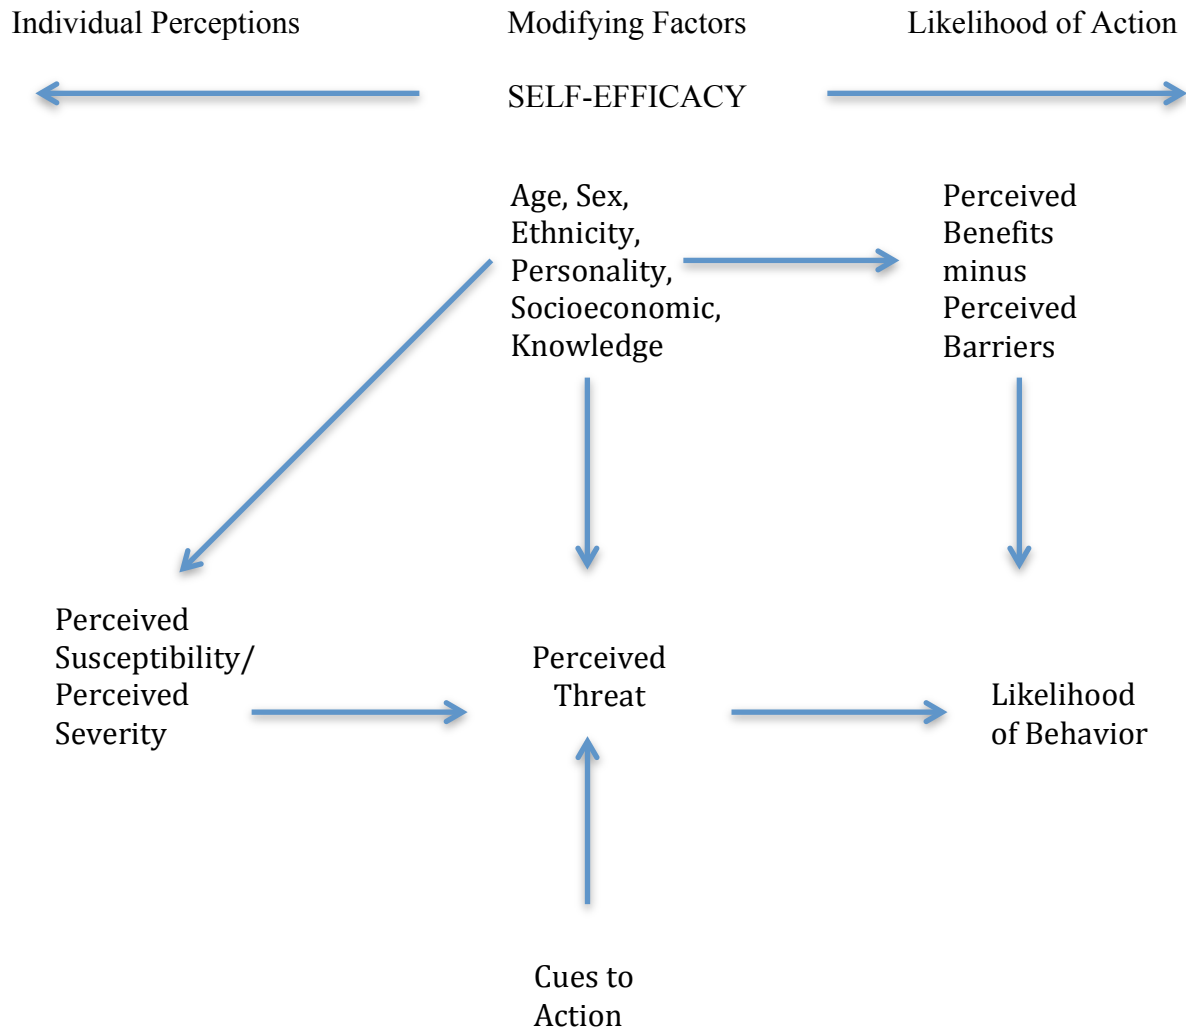 Individual Perceptions
Modifying Factors
Likelihood of Action
SELF-EFFICACY
Age, Sex,
Ethnicity,
Personality,
Socioeconomic,
Knowledge
Perceived
Benefits
minus
Perceived
Barriers
Perceived
Susceptibility/
Perceived
Severity
Perceived
Threat
Likelihood
of Behavior
Cues to
Action